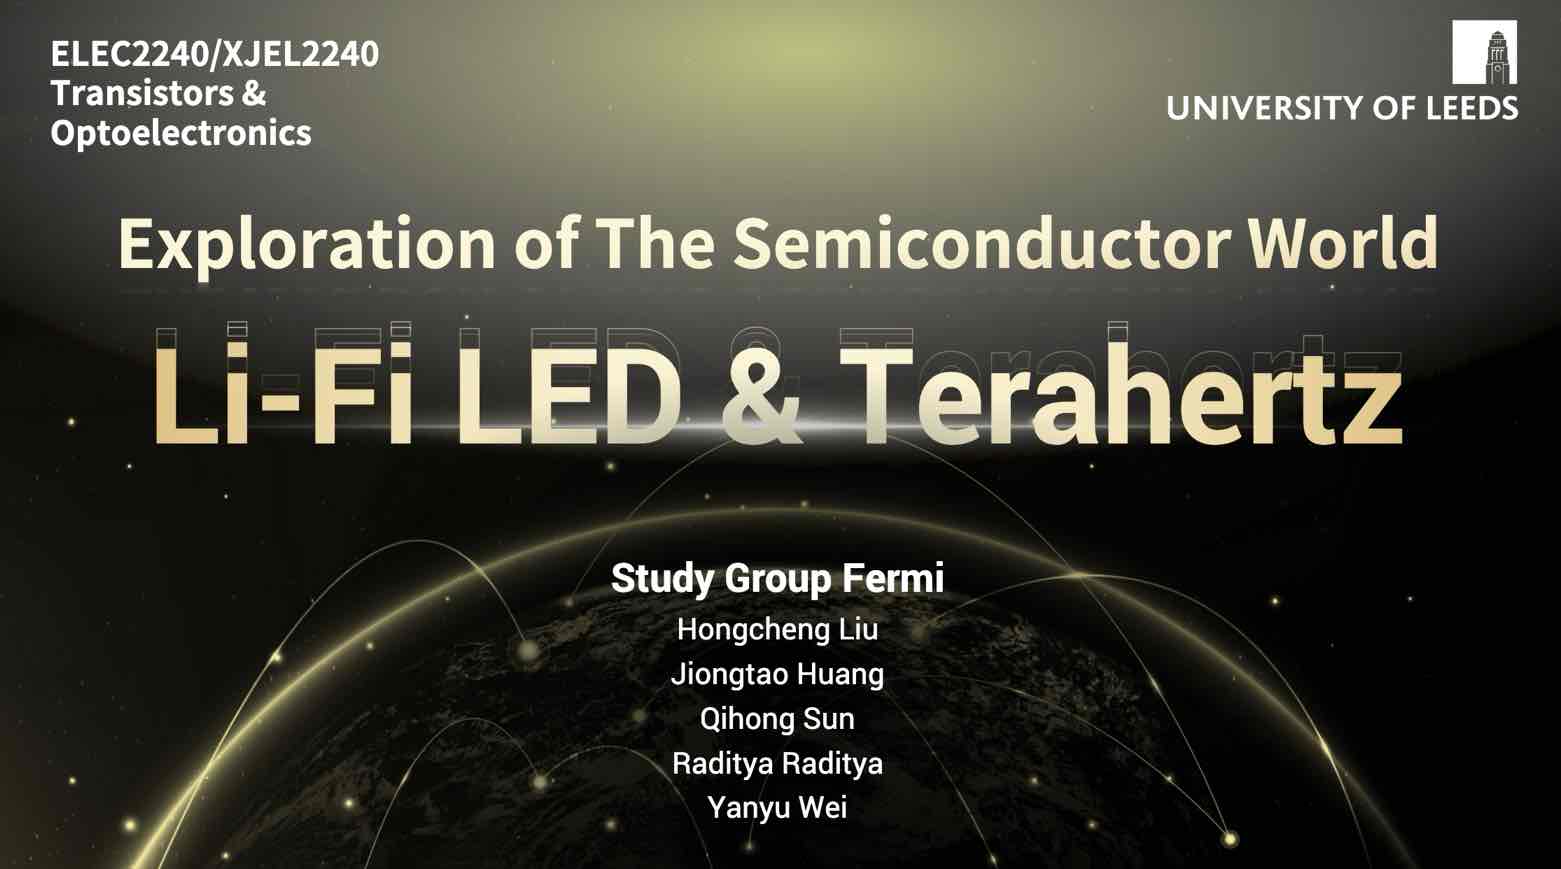 ELEC2240/XJEL2240
Transistors &
Optoelectronics
UNIVERSITY OF LEEDS
Exploration of The Semiconductor World
Li-Fi LED & Terahertz
Study Group Fermi
Hongcheng Liu
Jiongtao Huang
Qihong Sun
Raditya Raditya
Yanyu Wei